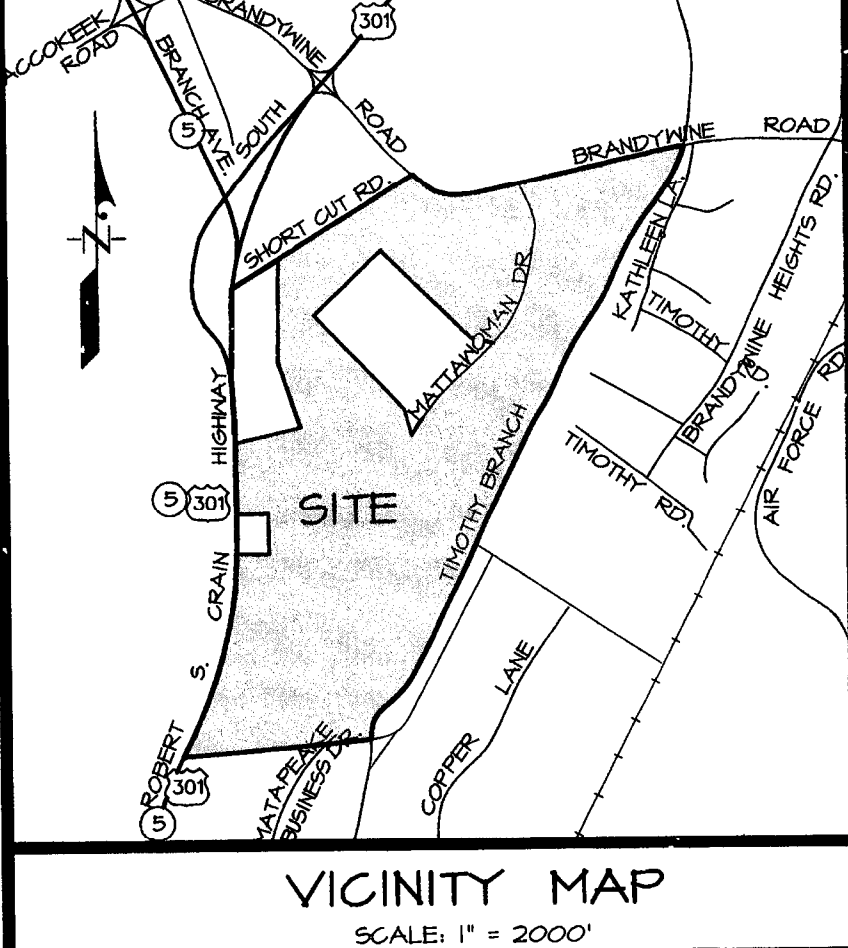 301
ACCOKEEK
ROAD
BRANDYWINE
ROAD
BRANCH AVE.
5
SOUTH
BRANDYWINE
ROAD
SHORT CUT RD.
KATHLEEN LA.
BRANDYWINE HEIGHTS RD.
N
MATTAWOMAN DR.
TIMOTHY
RD.
HIGHWAY
AIR FORCE RD
TIMOTHY RD.
TIMOTHY BRANCH
5
301
SITE
CRAIN
S.
ROBERT
COPPER LANE
MATAPEAKE
BUSINESS DR.
301
5
VICINITY MAP
SCALE: 1" = 2000'